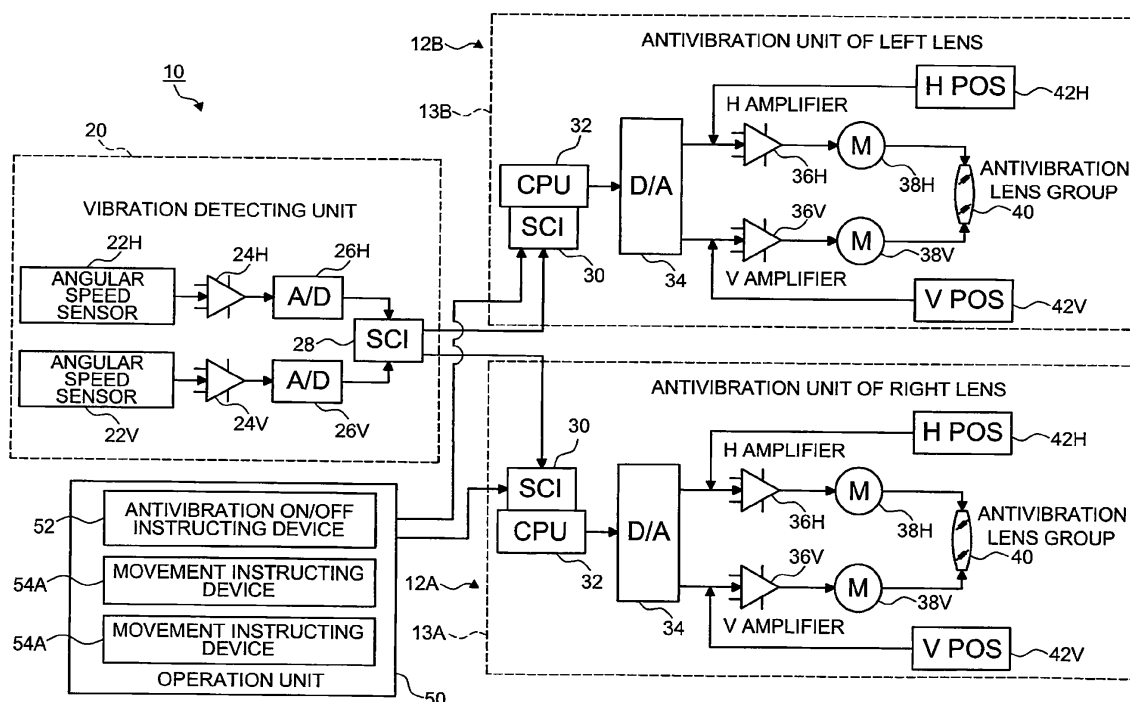 10
20
VIBRATION DETECTING UNIT
22H
ANGULAR
SPEED
SENSOR
24H
26H
A/D
28
SCI
ANGULAR
SPEED
SENSOR
22V
24V
A/D
26V
52
ANTIVIBRATION ON/OFF
INSTRUCTING DEVICE
54A
MOVEMENT INSTRUCTING
DEVICE
54A
MOVEMENT INSTRUCTING
DEVICE
OPERATION UNIT
50
12B
13B
ANTIVIBRATION UNIT OF LEFT LENS
H POS
42H
H AMPLIFIER
32
CPU
SCI
30
D/A
34
36H
M
38H
ANTIVIBRATION
LENS GROUP
40
36V
M
38V
V AMPLIFIER
V POS
42V
12A
13A
ANTIVIBRATION UNIT OF RIGHT LENS
H POS
42H
H AMPLIFIER
30
SCI
CPU
32
D/A
34
36H
M
38H
ANTIVIBRATION
LENS GROUP
40
36V
M
38V
V AMPLIFIER
V POS
42V